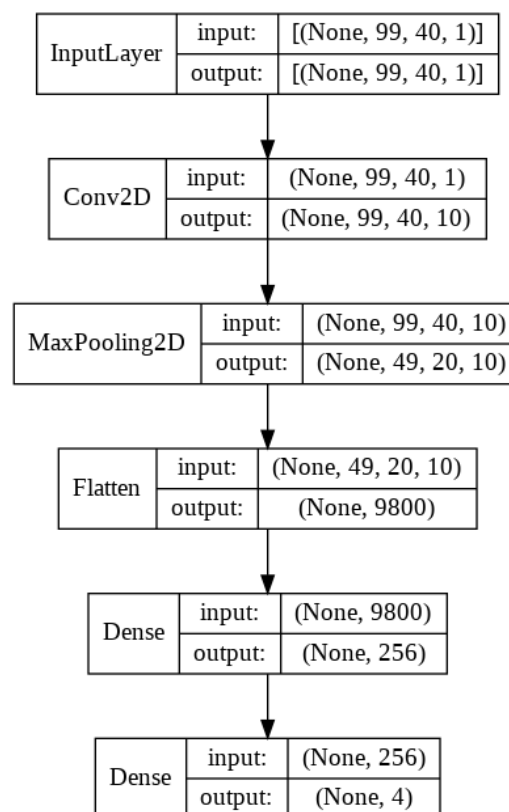 InputLayer
input: [(None, 99, 40, 1)]
output: [(None, 99, 40, 1)]
Conv2D
input: (None, 99, 40, 1)
output: (None, 99, 40, 10)
MaxPooling2D
input: (None, 99, 40, 10)
output: (None, 49, 20, 10)
Flatten
input: (None, 49, 20, 10)
output: (None, 9800)
Dense
input: (None, 9800)
output: (None, 256)
Dense
input: (None, 256)
output: (None, 4)